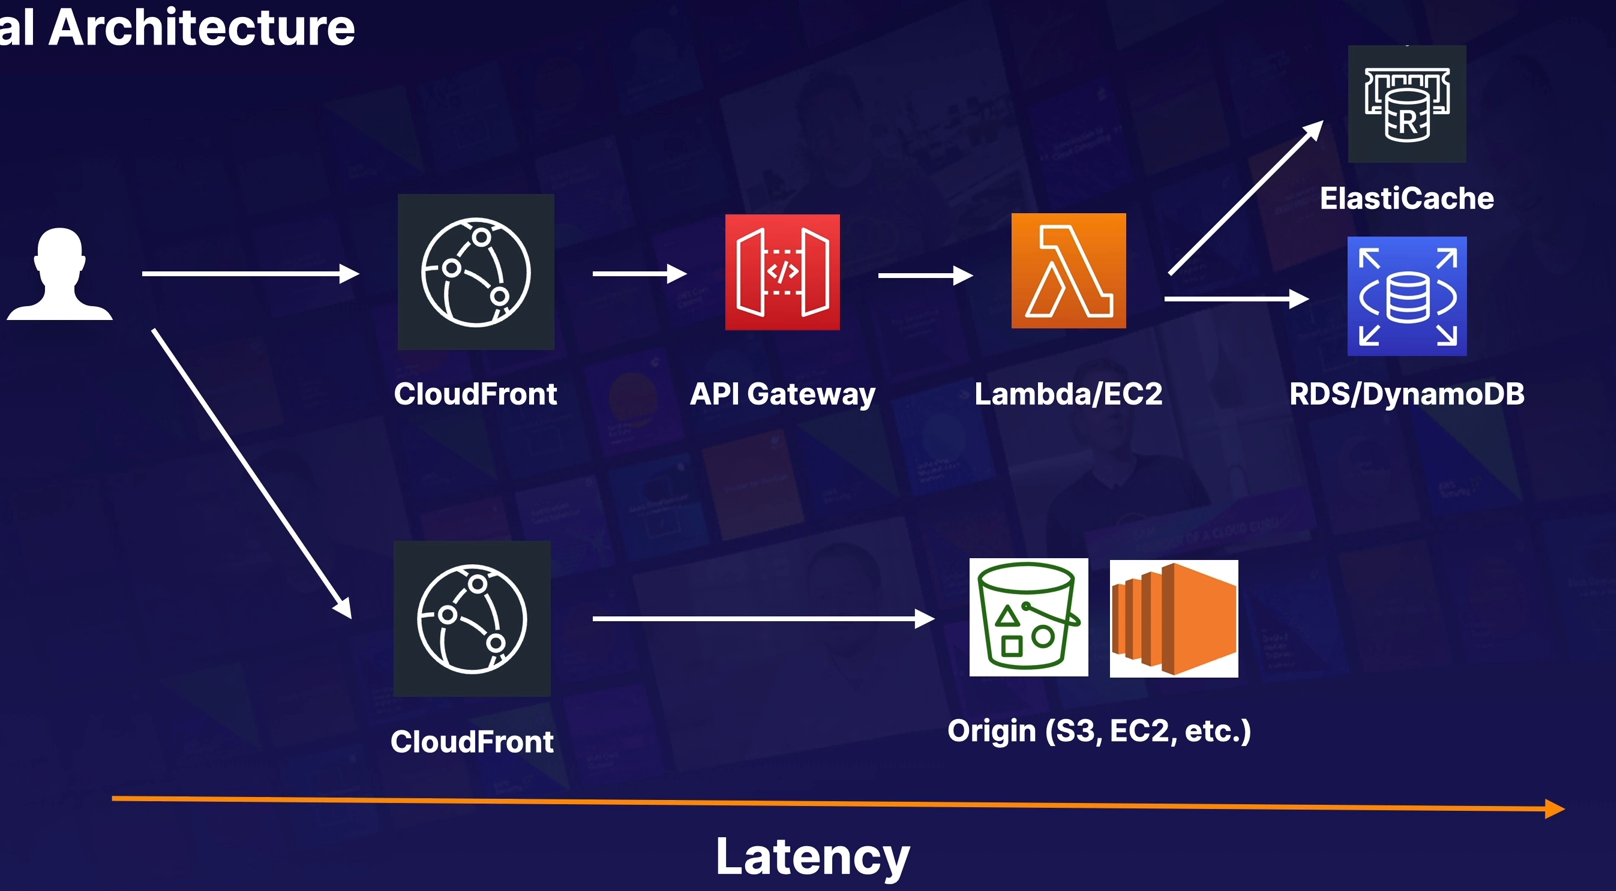 al Architecture
R
ElastiCache
</>
CloudFront
API Gateway
Lambda/EC2
RDS/DynamoDB
CloudFront
Origin (S3, EC2, etc.)
Latency